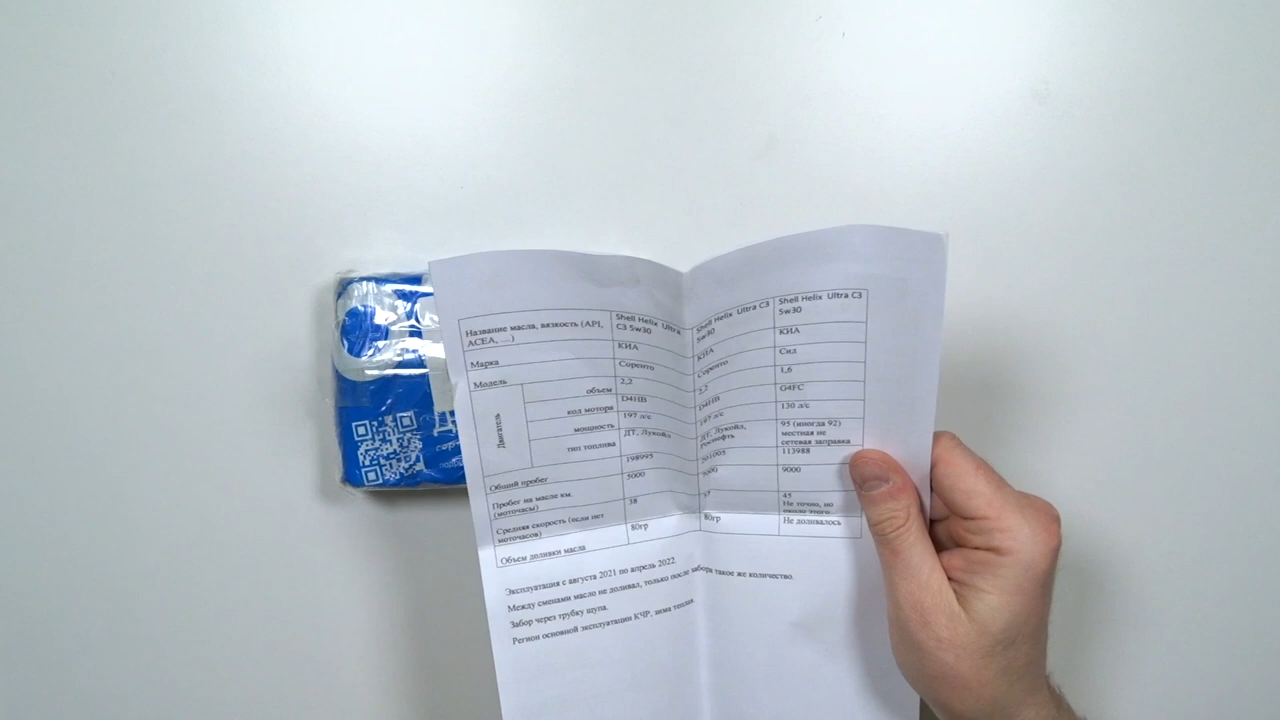 Название масла, вязкость (API, ACEA, ...) Shell Helix Ultra C3 5w30 Shell Helix Ultra C3 5w30 Shell Helix Ultra C3 5w30
Марка КИА КИА КИА
Модель Соренто Соренто Сид
Двигатель
объем 2,2 2,2 1,6
код мотора D4HB D4HB G4FC
мощность 197 л/с 197 л/с 130 л/с
тип топлива ДТ, Лукойл ДТ, Лукойл, роснефть 95 (иногда 92) местная не сетевая заправка
Общий пробег 198995 201005 113988
Пробег на масле км. (моточасы) 5000 5000 9000
Средняя скорость (если нет моточасов) 38 37 45 Не точно, но около этого
Объем доливки масла 80гр 80гр Не доливалось
Эксплуатация с августа 2021 по апрель 2022.
Между сменами масло не доливал, только после забора такое же количество.
Забор через трубку щупа.
Регион основной эксплуатации КЧР, зима теплая.